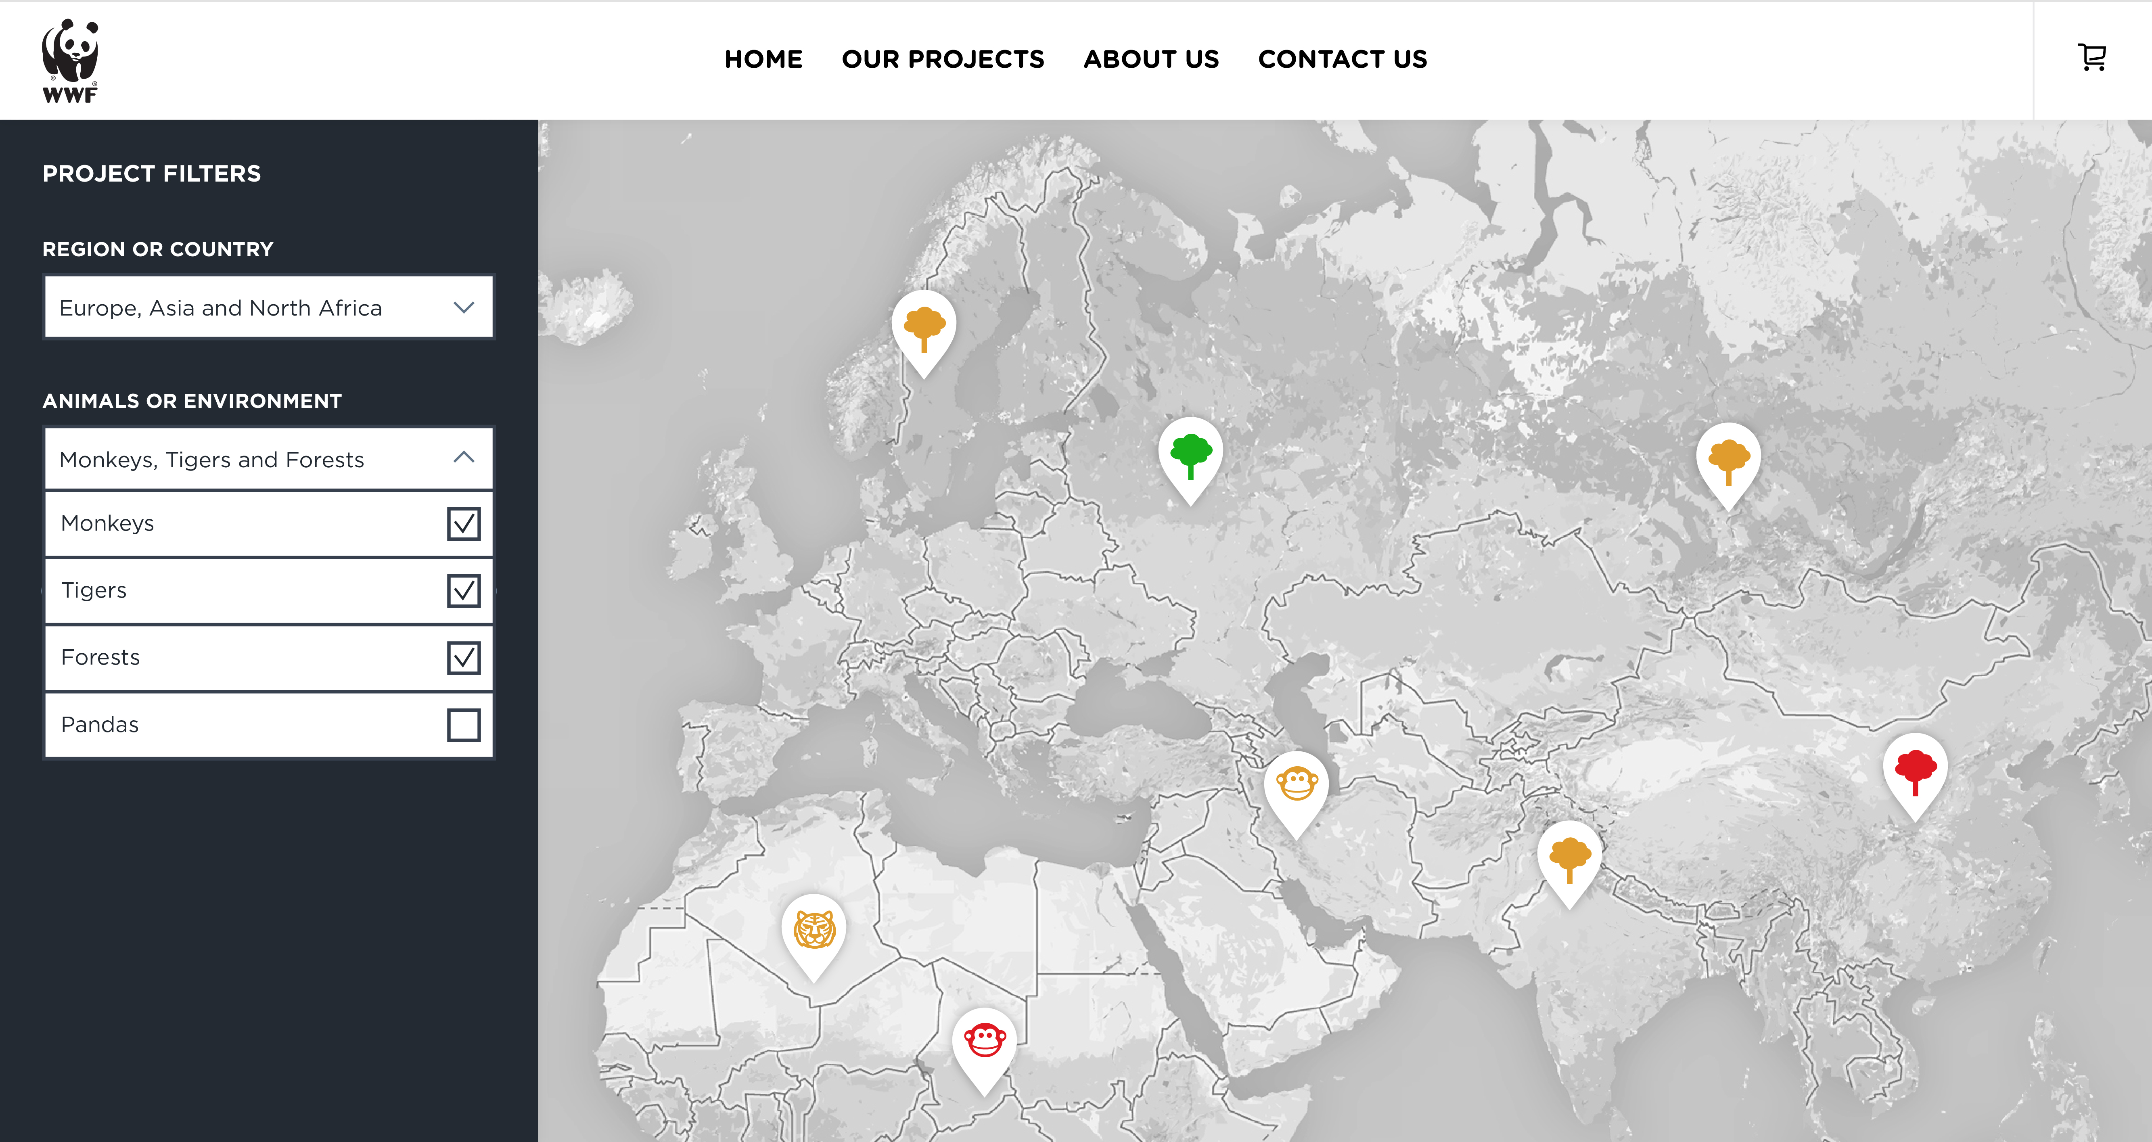 WWF
HOME
OUR PROJECTS
ABOUT US
CONTACT US
PROJECT FILTERS
REGION OR COUNTRY
Europe, Asia and North Africa
ANIMALS OR ENVIRONMENT
Monkeys, Tigers and Forests
Monkeys
Tigers
Forests
Pandas